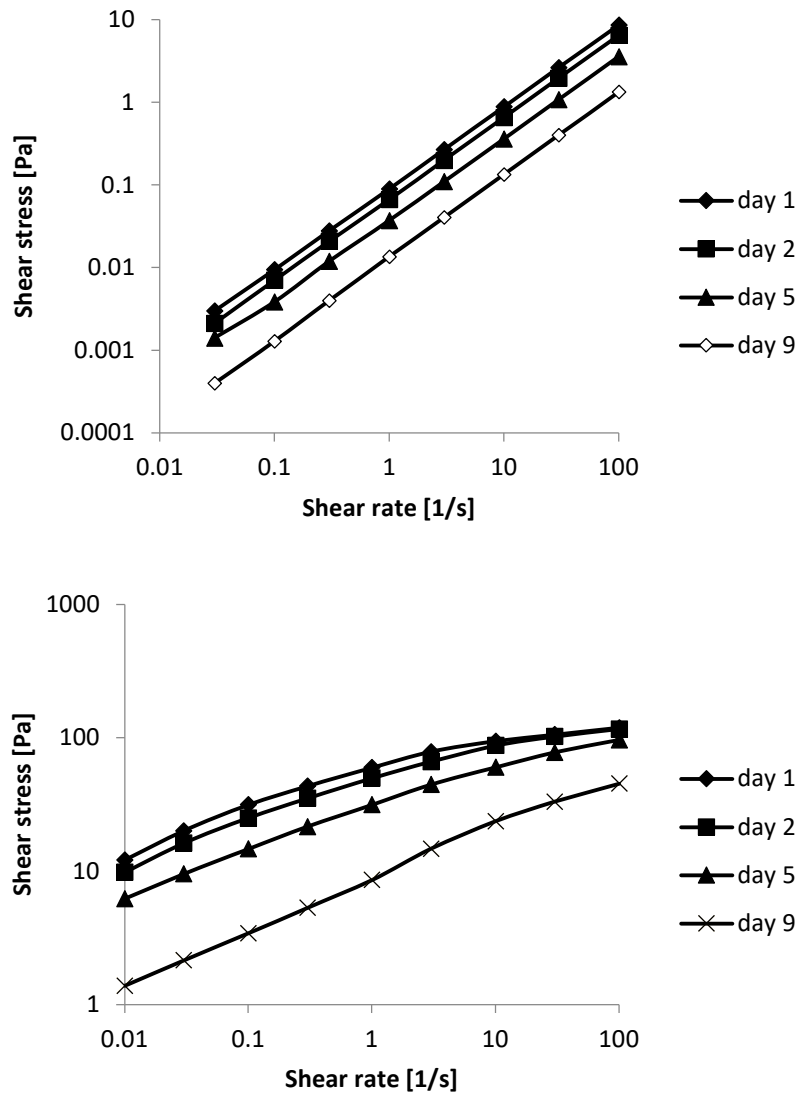 10
1
0.1
0.01
0.001
0.0001
0.01 0.1 1 10 100
Shear stress [Pa]
Shear rate [1/s]
day 1
day 2
day 5
day 9
1000
100
10
1
0.01 0.1 1 10 100
Shear stress [Pa]
Shear rate [1/s]
day 1
day 2
day 5
day 9